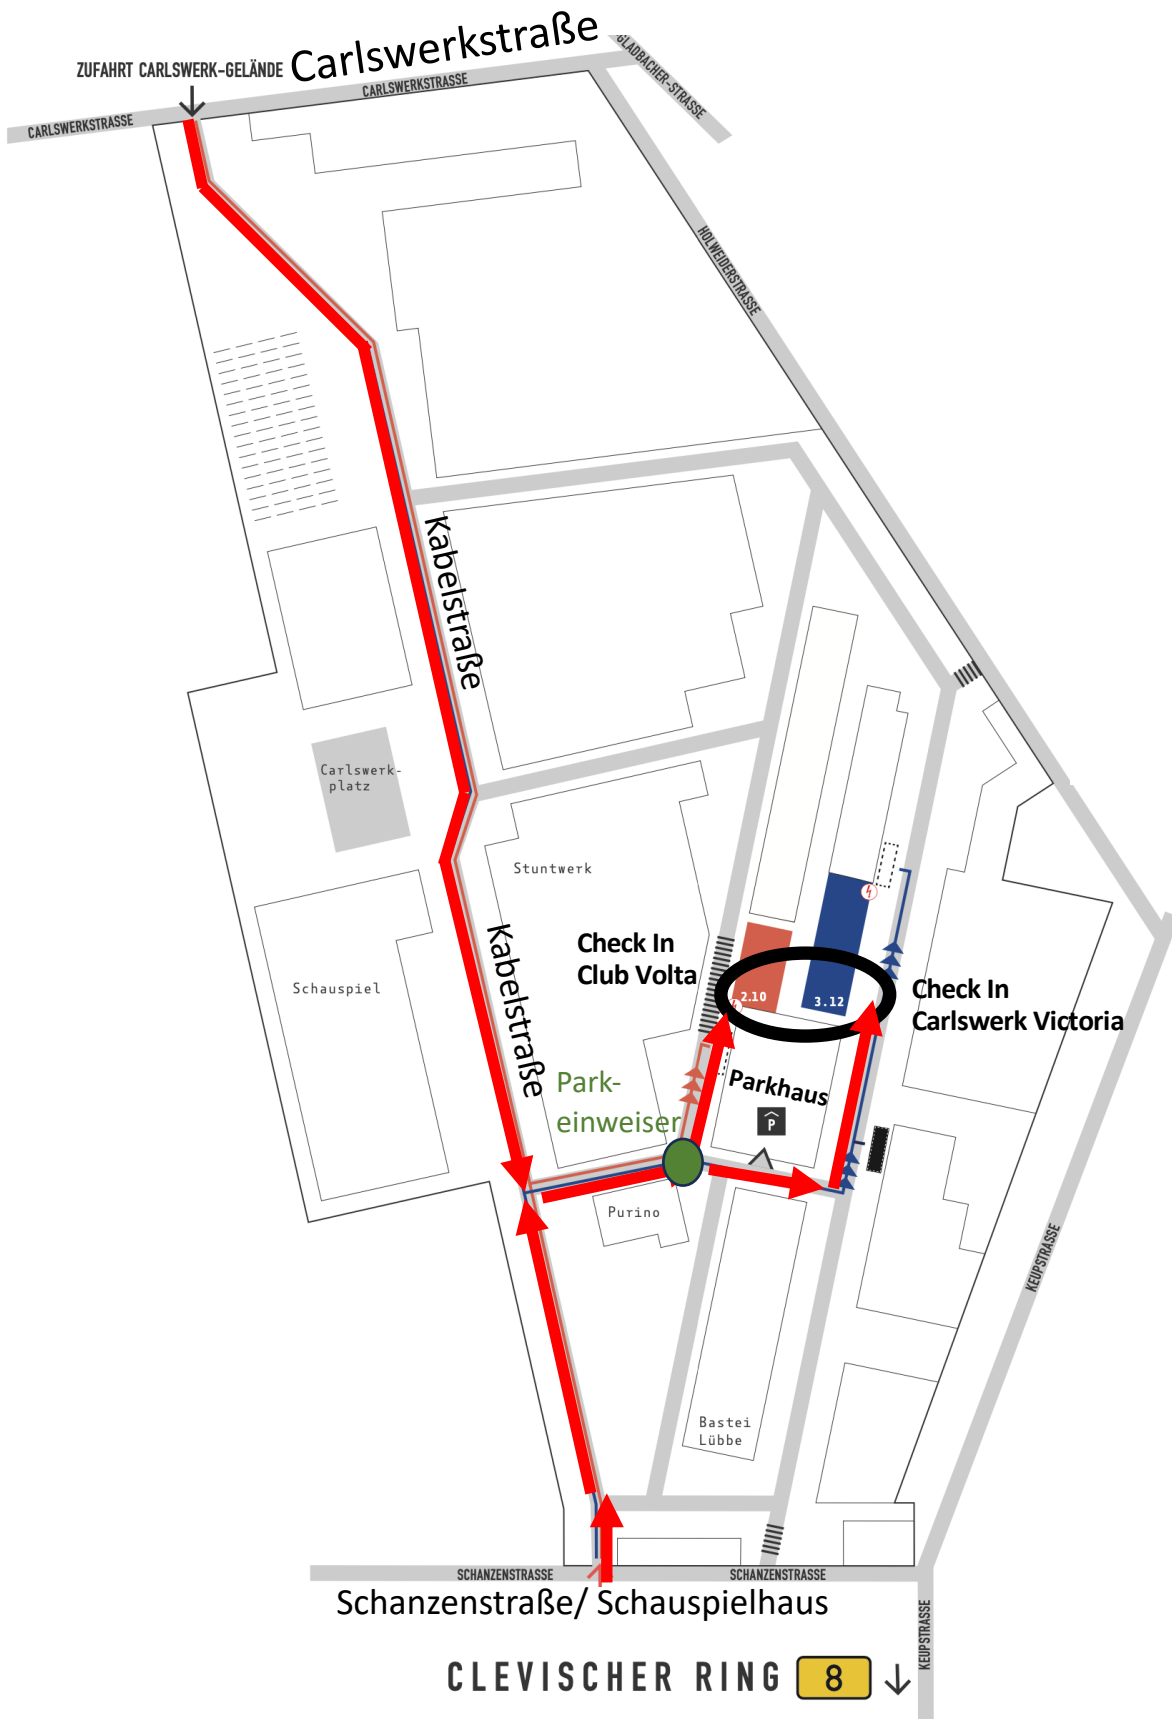 Carlswerkstraße
GLADBACHER-STRASSE
ZUFAHRT CARLSWERK-GELÄNDE
CARLSWERKSTRASSE
CARLSWERKSTRASSE
HOLWEIDERSTRASSE
Kabelstraße
Carlswerk-
platz
Stuntwerk
Kabelstraße
Check In
Club Volta
Schauspiel
2.10
3.12
Check In
Carlswerk Victoria
Park-
einweiser
Parkhaus
P
Purino
KEUPSTRASSE
Bastei
Lübbe
SCHANZENSTRASSE
SCHANZENSTRASSE
Schanzenstraße/ Schauspielhaus
KEUPSTRASSE
CLEVISCHER RING 8